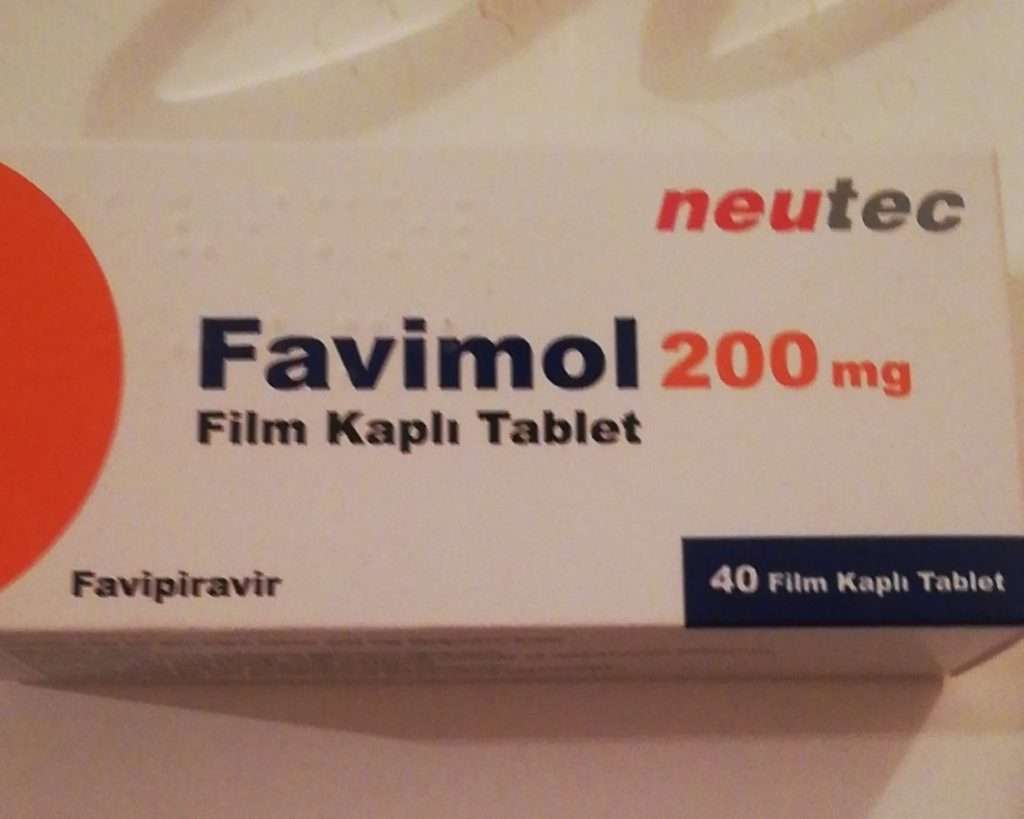 neutec
Favimol 200 mg
Film Kaplı Tablet
Favipiravir
40 Film Kaplı Tablet